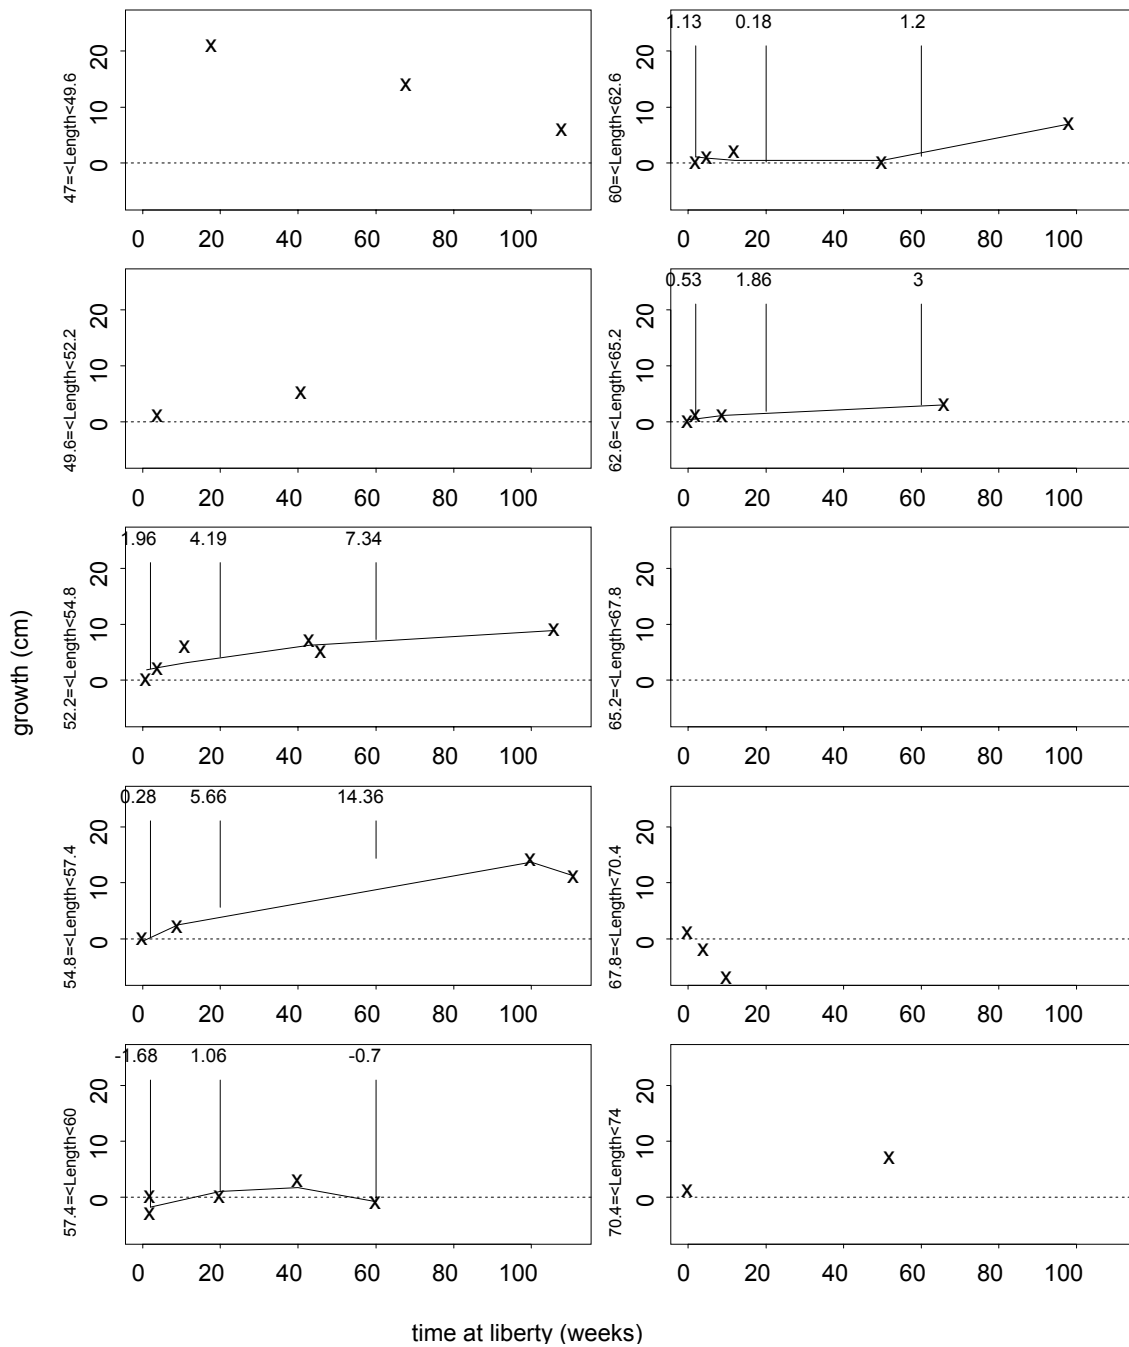 47=<Length<49.6
20
10
0
0 20 40 60 80 100
60=<Length<62.6
1.13 0.18 1.2
20
10
0
0 20 40 60 80 100
49.6=<Length<52.2
20
10
0
0 20 40 60 80 100
62.6=<Length<65.2
0.53 1.86 3
20
10
0
0 20 40 60 80 100
growth (cm)
52.2=<Length<54.8
1.96 4.19 7.34
20
10
0
0 20 40 60 80 100
65.2=<Length<67.8
20
10
0
0 20 40 60 80 100
54.8=<Length<57.4
0.28 5.66 14.36
20
10
0
0 20 40 60 80 100
67.8=<Length<70.4
20
10
0
0 20 40 60 80 100
57.4=<Length<60
-1.68 1.06 -0.7
20
10
0
0 20 40 60 80 100
70.4=<Length<74
20
10
0
0 20 40 60 80 100
time at liberty (weeks)